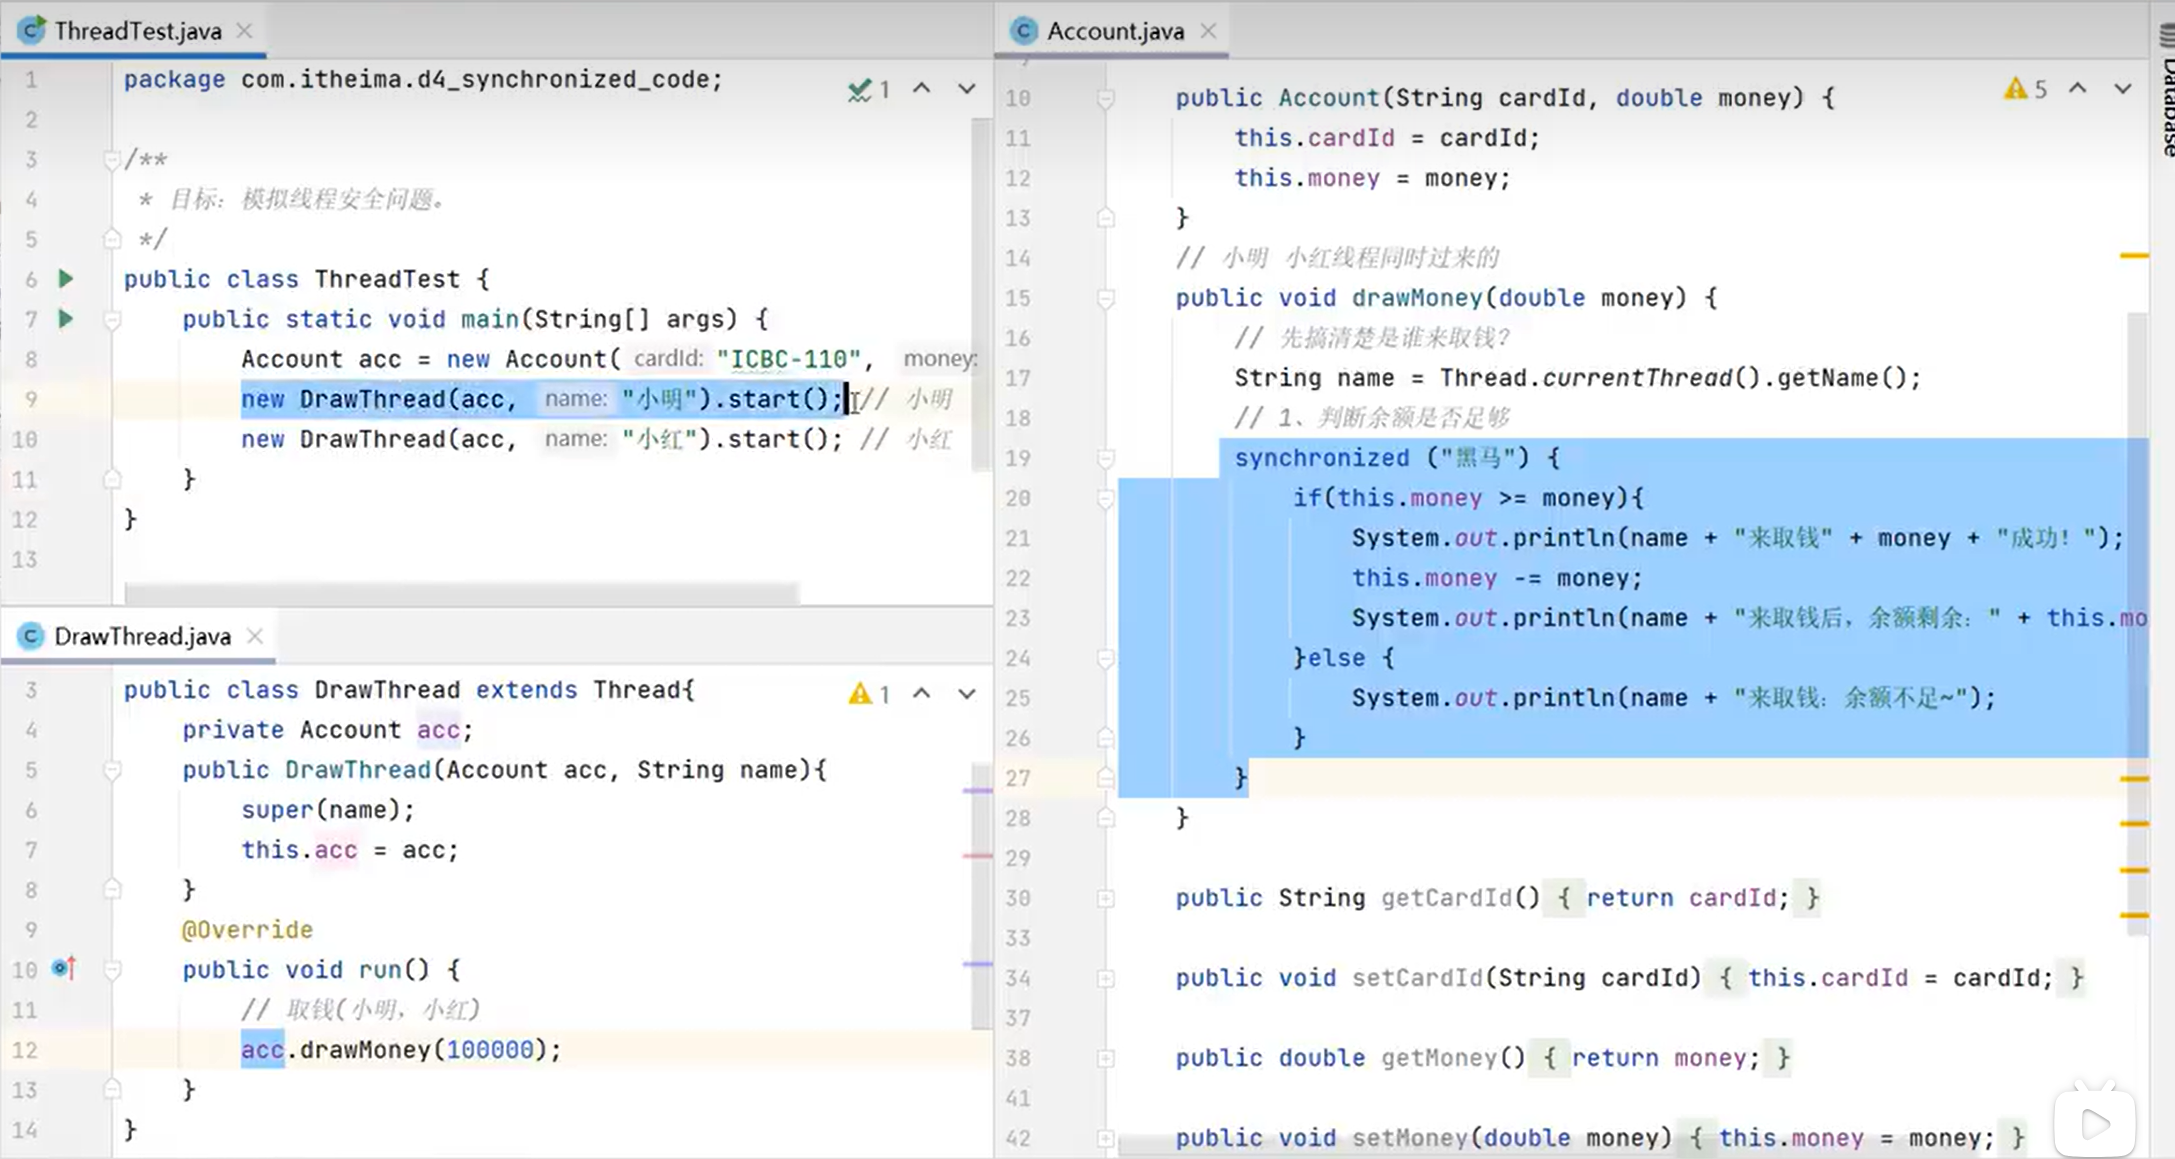 ThreadTest.java
1 package com.itheima.d4_synchronized_code; 1
2
3 /**
4 * 目标：模拟线程安全问题。
5 */
6 public class ThreadTest {
7 public static void main(String[] args) {
8 Account acc = new Account( cardId: "ICBC-110", money:
9 new DrawThread(acc, name: "小明").start(); // 小明
10 new DrawThread(acc, name: "小红").start(); // 小红
11 }
12 }
13
DrawThread.java
3 public class DrawThread extends Thread{ 1
4 private Account acc;
5 public DrawThread(Account acc, String name){
6 super(name);
7 this.acc = acc;
8 }
9 @Override
10 public void run() {
11 // 取钱(小明，小红)
12 acc.drawMoney(100000);
13 }
14 }
Account.java
10 public Account(String cardId, double money) { 5
11 this.cardId = cardId;
12 this.money = money;
13 }
14 // 小明 小红线程同时过来的
15 public void drawMoney(double money) {
16 // 先搞清楚是谁来取钱？
17 String name = Thread.currentThread().getName();
18 // 1、判断余额是否足够
19 synchronized ("黑马") {
20 if(this.money >= money){
21 System.out.println(name + "来取钱" + money + "成功！");
22 this.money -= money;
23 System.out.println(name + "来取钱后，余额剩余：" + this.mo
24 }else {
25 System.out.println(name + "来取钱：余额不足~");
26 }
27 }
28 }
29
30 public String getCardId() { return cardId; }
33
34 public void setCardId(String cardId) { this.cardId = cardId; }
37
38 public double getMoney() { return money; }
41
42 public void setMoney(double money) { this.money = money; }
Database